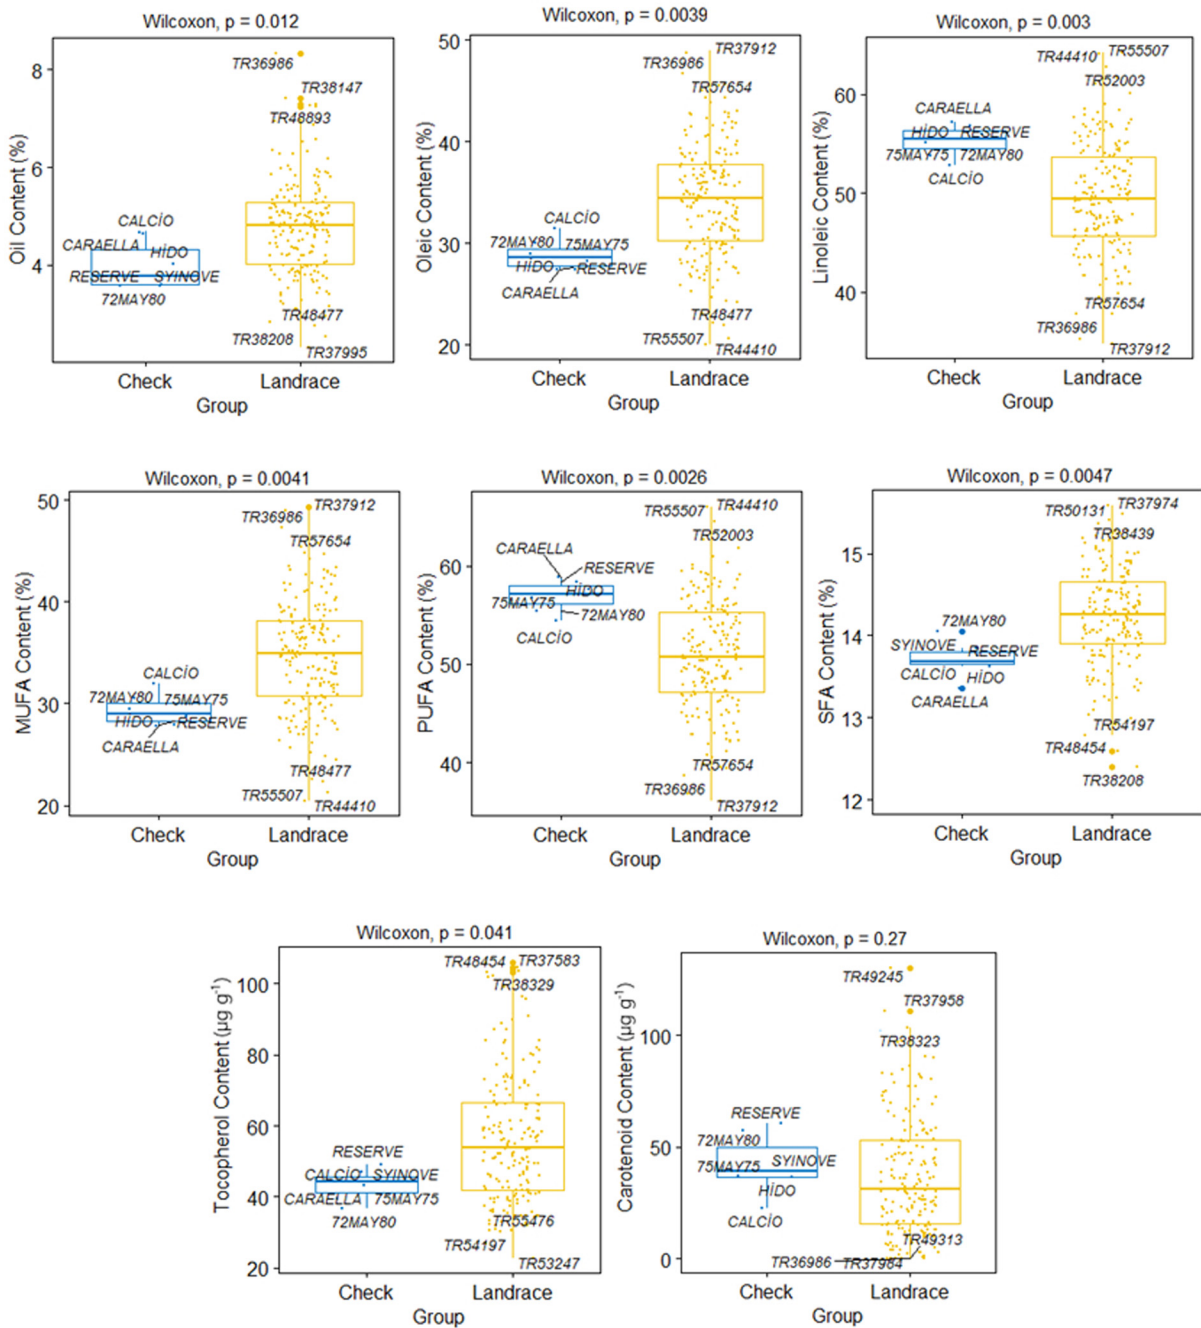 Wilcoxon, p = 0.012
Oil Content (%)
8
6
4
TR36986
TR38147
TR48893
CALCİO
CARAELLA
HİDO
RESERVE
SYINOVE
72MAY80
TR48477
TR38208
TR37995
Check
Landrace
Group
Wilcoxon, p = 0.0039
Oleic Content (%)
50
40
30
20
TR37912
TR36986
TR57654
CALCİO
72MAY80
75MAY75
HİDO
RESERVE
CARAELLA
TR48477
TR55507
TR44410
Check
Landrace
Group
Wilcoxon, p = 0.003
Linoleic Content (%)
60
50
40
TR55507
TR44410
TR52003
CARAELLA
HİDO
RESERVE
75MAY75
72MAY80
CALCİO
TR57654
TR36986
TR37912
Check
Landrace
Group
Wilcoxon, p = 0.0041
MUFA Content (%)
50
40
30
20
TR37912
TR36986
TR57654
CALCİO
72MAY80
75MAY75
HİDO
RESERVE
CARAELLA
TR48477
TR55507
TR44410
Check
Landrace
Group
Wilcoxon, p = 0.0026
PUFA Content (%)
60
50
40
TR55507
TR44410
TR52003
CARAELLA
RESERVE
HİDO
75MAY75
72MAY80
CALCİO
TR57654
TR36986
TR37912
Check
Landrace
Group
Wilcoxon, p = 0.0047
SFA Content (%)
15
14
13
12
TR37974
TR50131
TR38439
72MAY80
SYINOVE
RESERVE
CALCİO
HİDO
CARAELLA
TR54197
TR48454
TR38208
Check
Landrace
Group
Wilcoxon, p = 0.041
Tocopherol Content (µg g-1)
100
80
60
40
20
TR48454
TR37583
TR38329
RESERVE
CALCİO
SYINOVE
CARAELLA
75MAY75
72MAY80
TR55476
TR54197
TR53247
Check
Landrace
Group
Wilcoxon, p = 0.27
Carotenoid Content (µg g-1)
100
50
0
TR49245
TR37958
TR38323
RESERVE
72MAY80
75MAY75
SYINOVE
HİDO
CALCİO
TR49313
TR36986
TR37984
Check
Landrace
Group